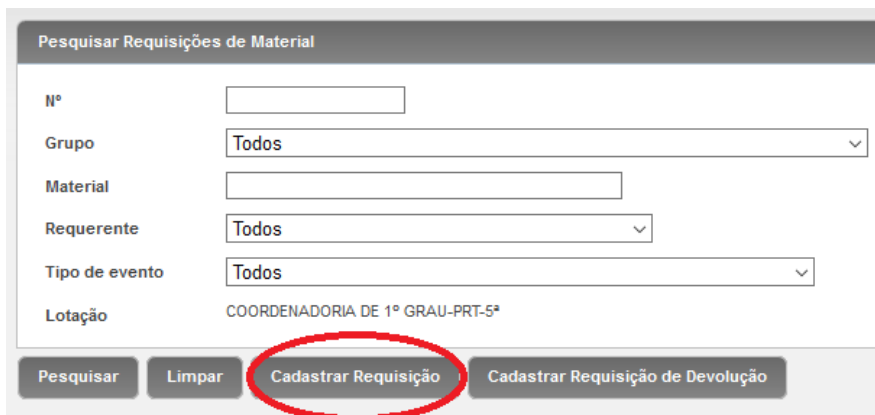 Pesquisar Requisições de Material
Nº
Grupo Todos
Material
Requerente Todos
Tipo de evento Todos
Lotação COORDENADORIA DE 1º GRAU-PRT-5ª
Pesquisar Limpar Cadastrar Requisição Cadastrar Requisição de Devolução